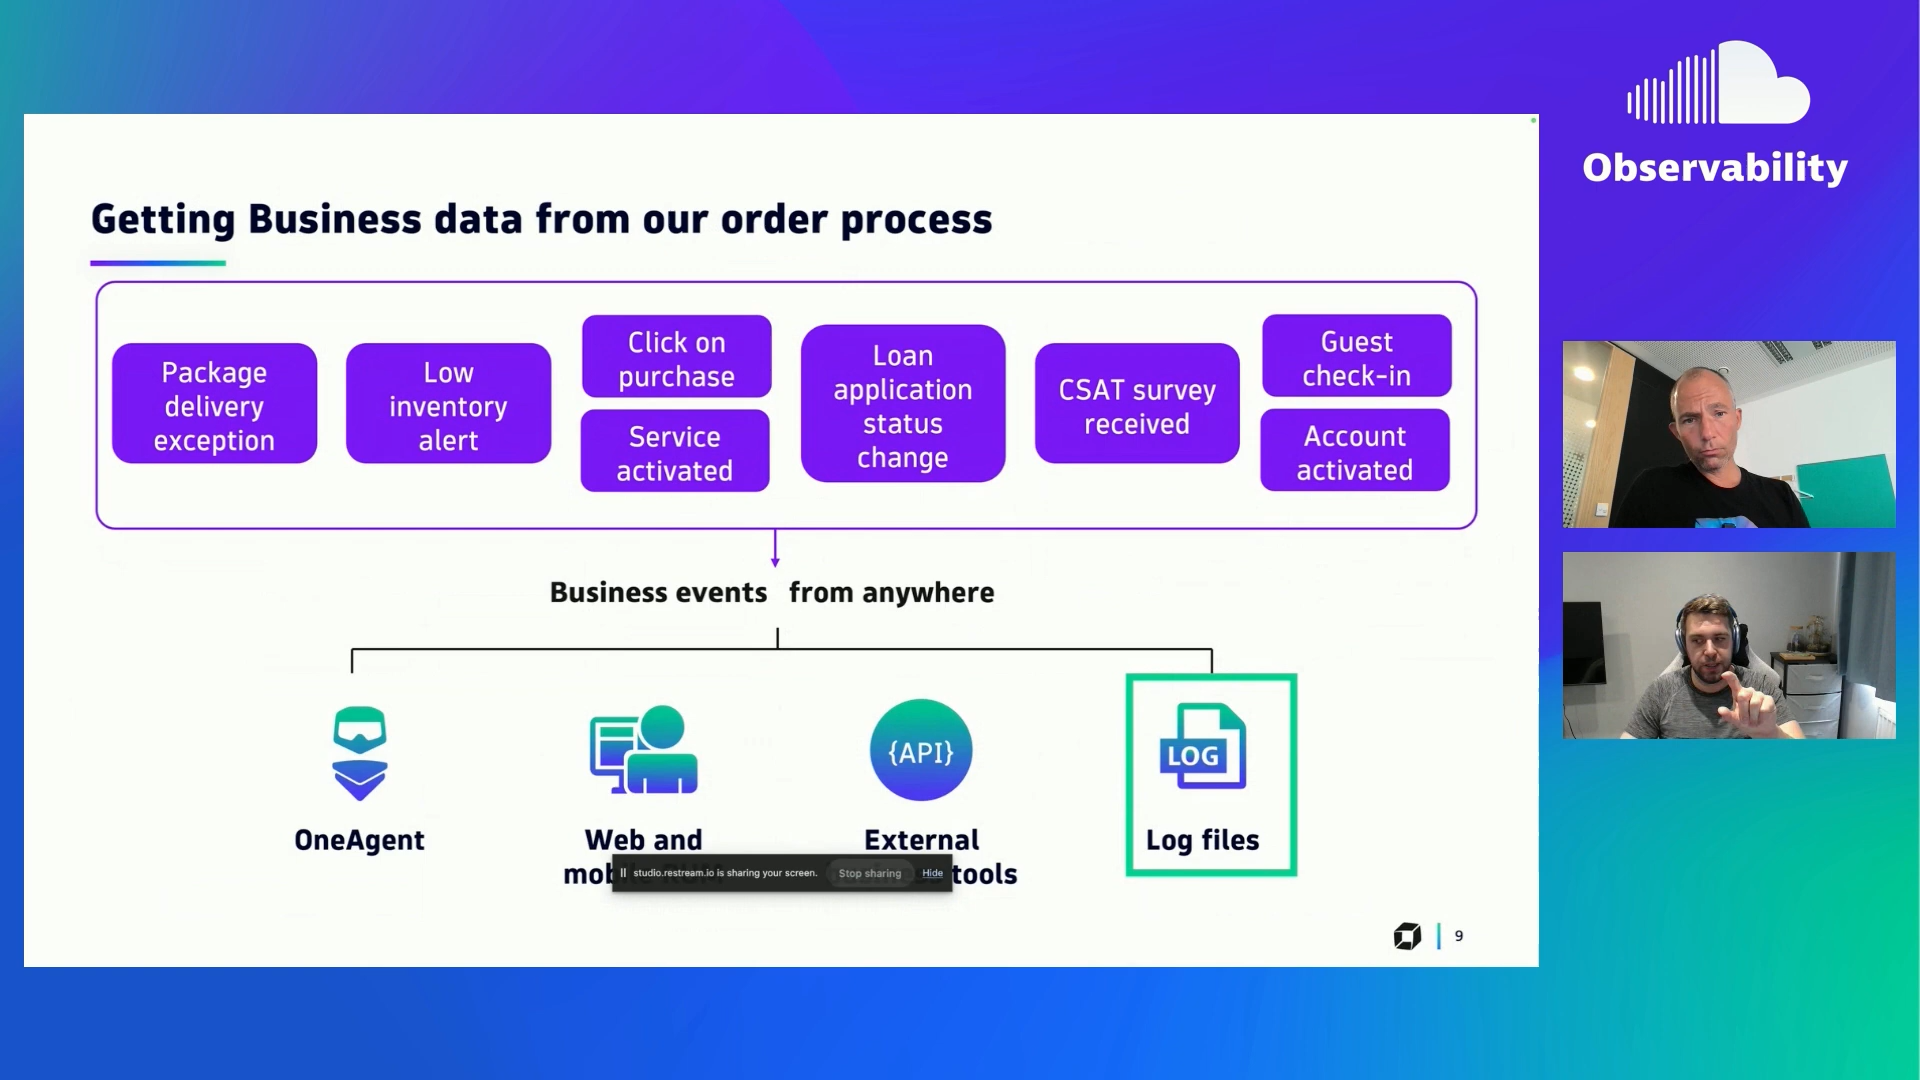 Observability
Getting Business data from our order process
Package
delivery
exception
Low
inventory
alert
Click on
purchase
Service
activated
Loan
application
status
change
CSAT survey
received
Guest
check-in
Account
activated
Business events from anywhere
{API}
LOG
OneAgent
Web and
External
tools
Log files
studio.restream.io is sharing your screen.
Stop sharing
Hide
9